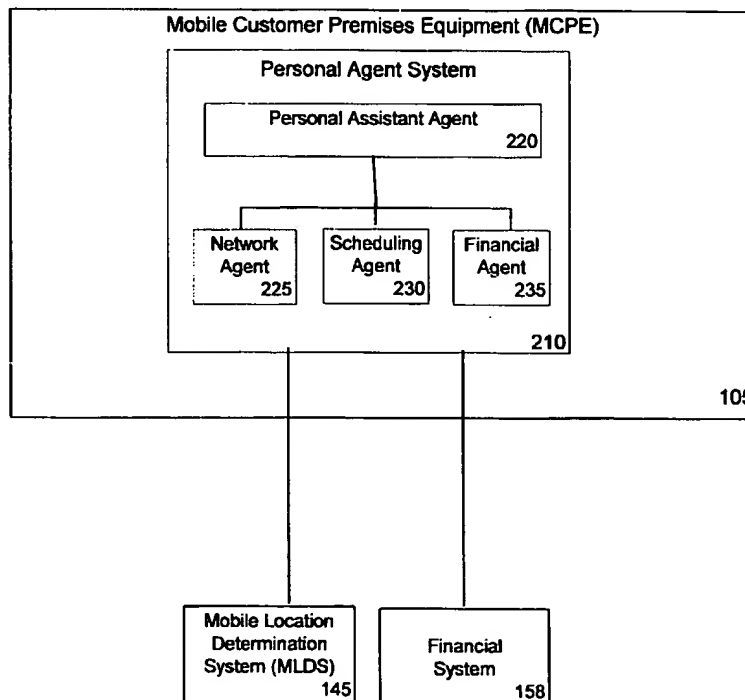 Mobile Customer Premises Equipment (MCPE)
Personal Agent System
Personal Assistant Agent
220
Network
Agent
225
Scheduling
Agent
230
Financial
Agent
235
210
105
Mobile Location
Determination
System (MLDS)
145
Financial
System
158